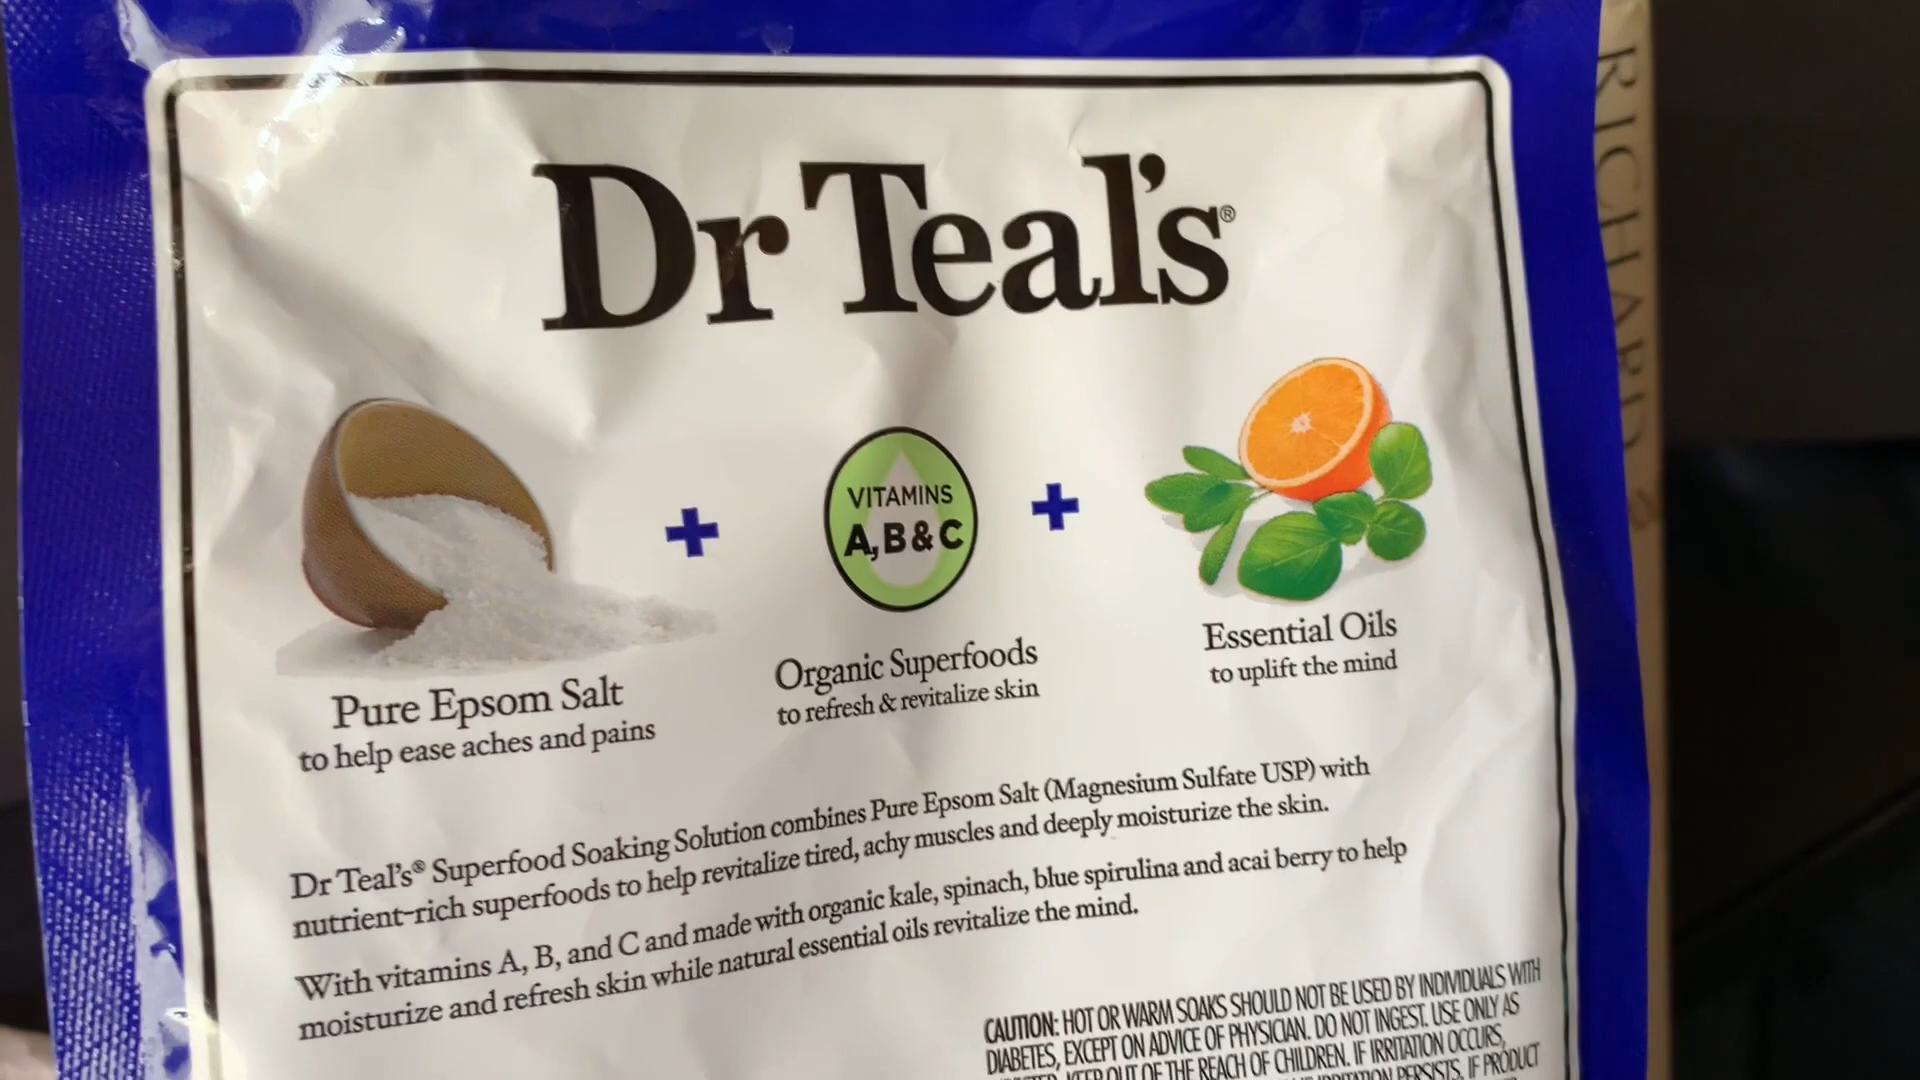 Dr Teal's®
VITAMINS
A, B & C
Pure Epsom Salt
to help ease aches and pains
Organic Superfoods
to refresh & revitalize skin
Essential Oils
to uplift the mind
Dr Teal's® Superfood Soaking Solution combines Pure Epsom Salt (Magnesium Sulfate USP) with
nutrient-rich superfoods to help revitalize tired, achy muscles and deeply moisturize the skin.
With vitamins A, B, and C and made with organic kale, spinach, blue spirulina and acai berry to help
moisturize and refresh skin while natural essential oils revitalize the mind.
CAUTION: HOT OR WARM SOAKS SHOULD NOT BE USED BY INDIVIDUALS WITH
DIABETES, EXCEPT ON ADVICE OF PHYSICIAN. DO NOT INGEST. USE ONLY AS
KEEP OUT OF THE REACH OF CHILDREN. IF IRRITATION OCCURS,
PERSISTS. IF PRODUCT
RICHARD